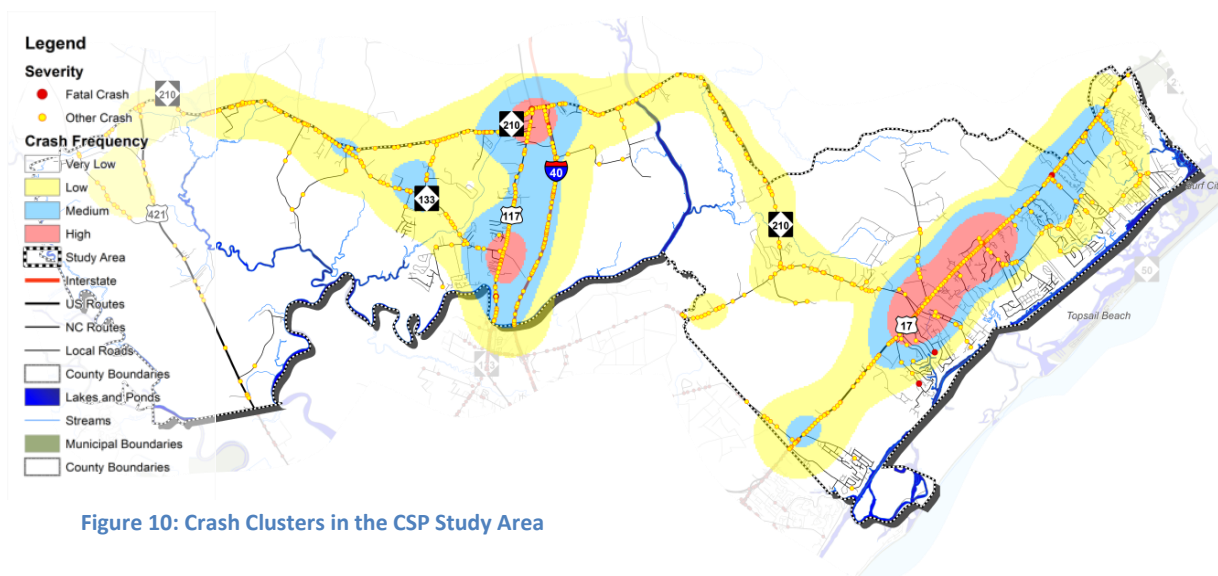 Legend
Severity
Fatal Crash
Other Crash
Crash Frequency
Very Low
Low
Medium
High
Study Area
Interstate
US Routes
NC Routes
Local Roads
County Boundaries
Lakes and Ponds
Streams
Municipal Boundaries
County Boundaries
210
421
133
210
117
40
210
17
50
Surf City
Topsail Beach
Figure 10: Crash Clusters in the CSP Study Area